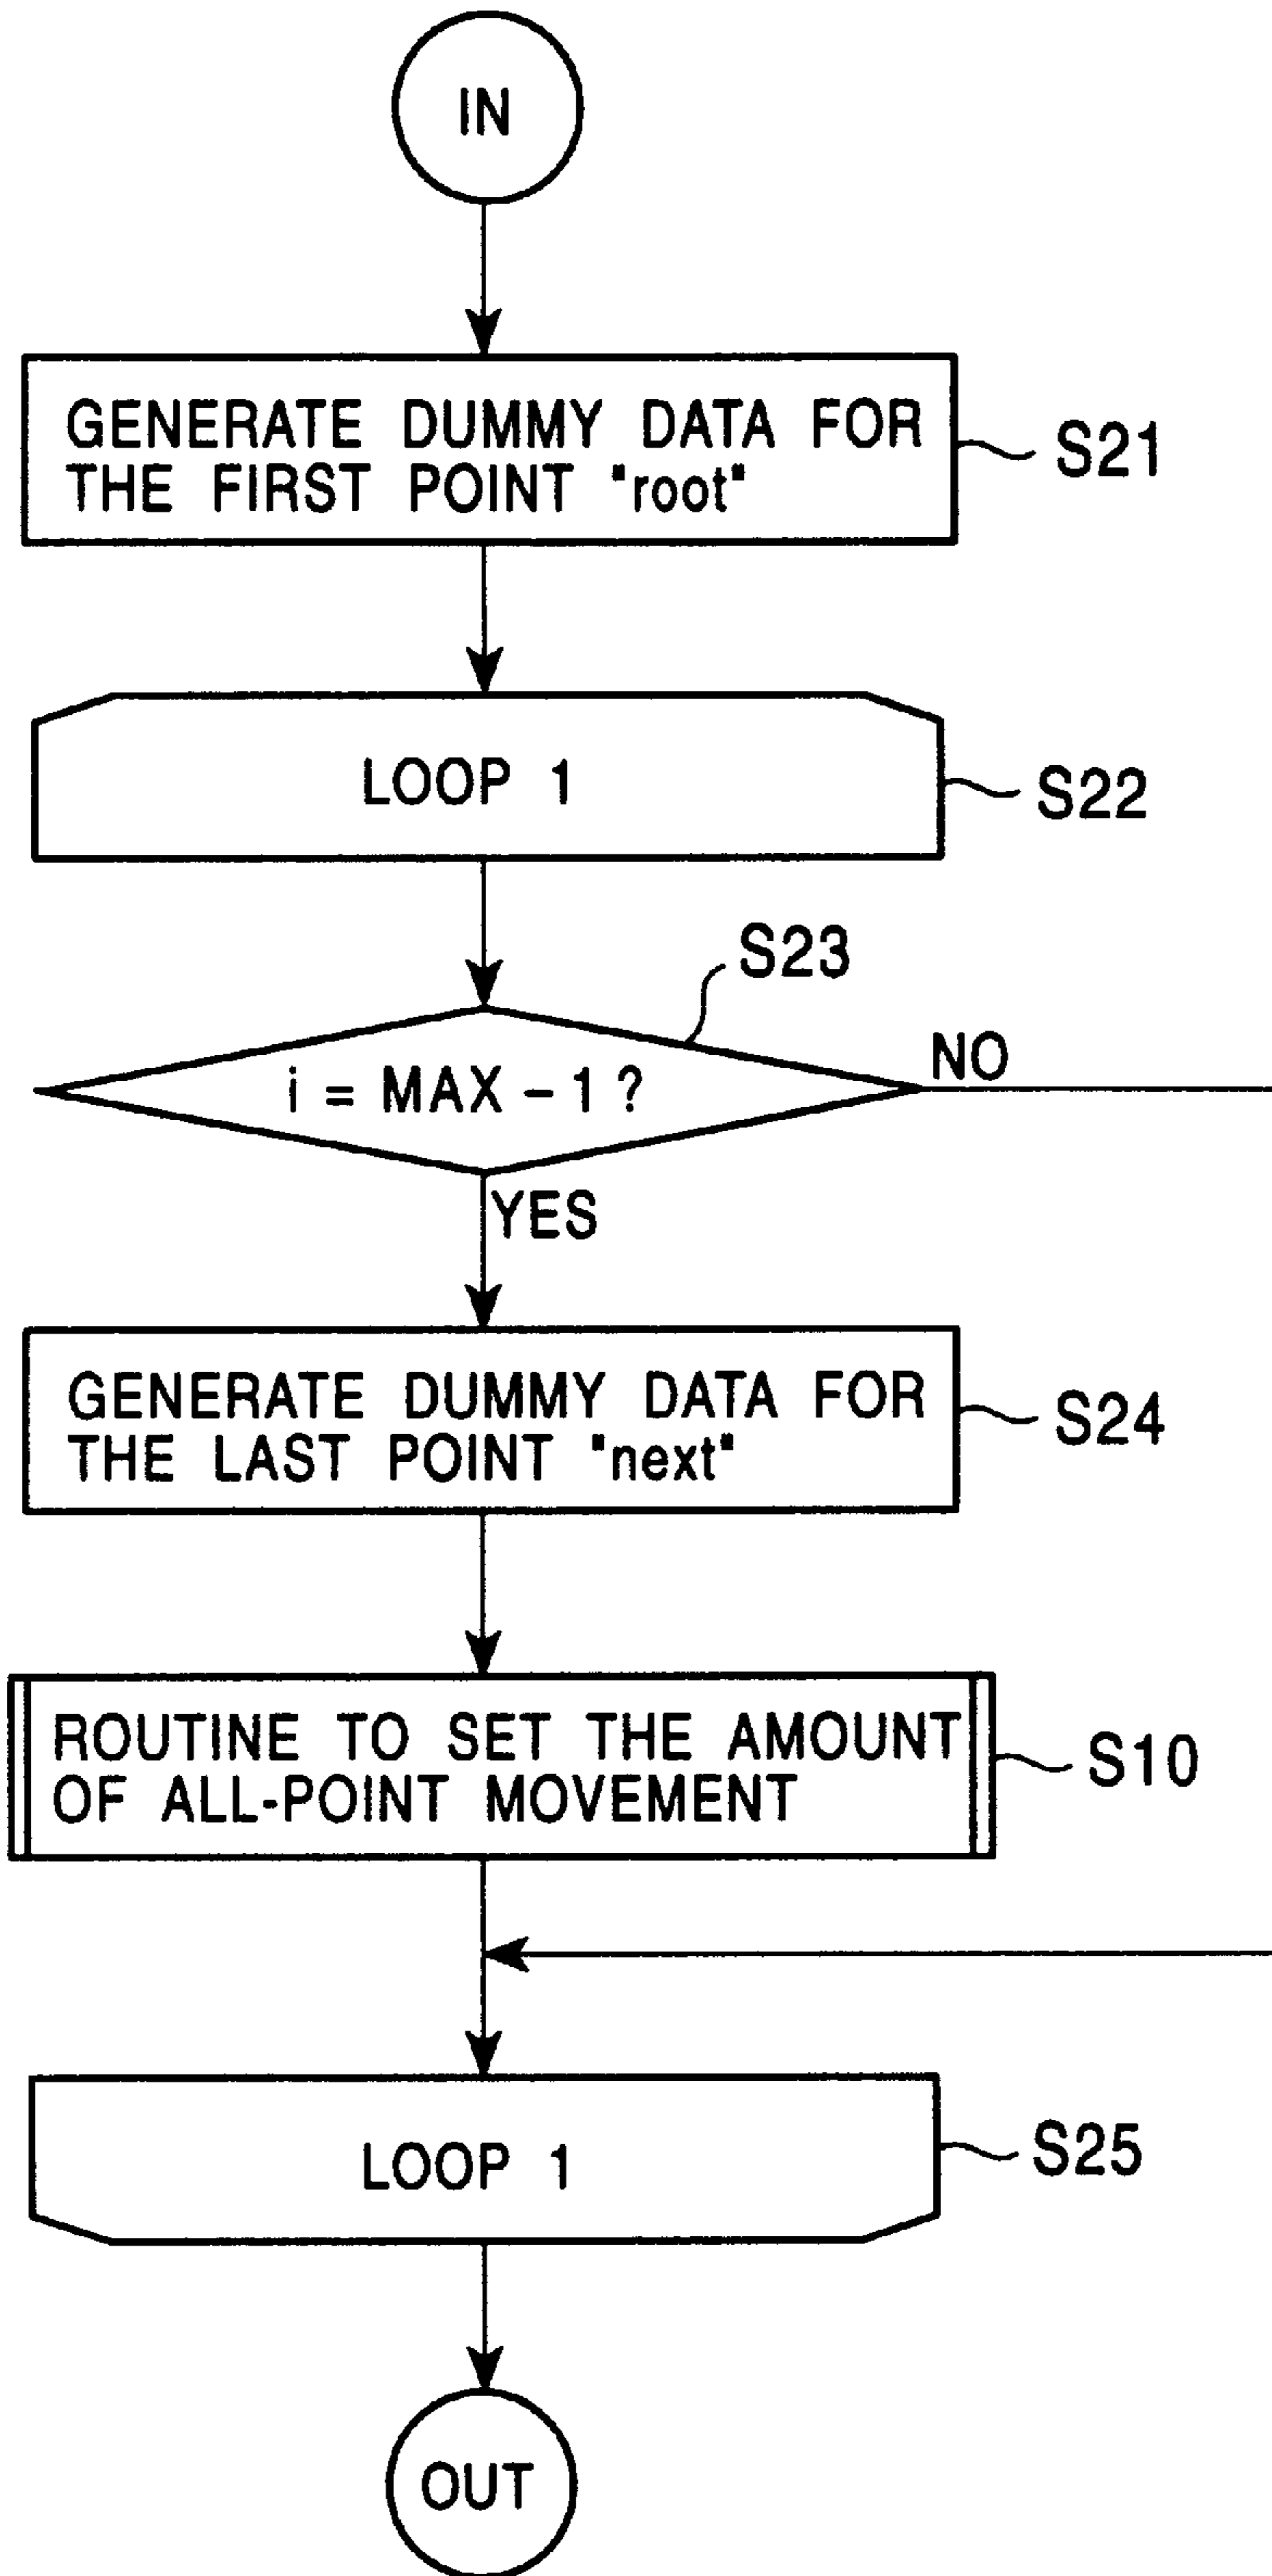 IN
GENERATE DUMMY DATA FOR
THE FIRST POINT "root"
S21
LOOP 1
S22
S23
i = MAX – 1 ?
NO
YES
GENERATE DUMMY DATA FOR
THE LAST POINT "next"
S24
ROUTINE TO SET THE AMOUNT
OF ALL-POINT MOVEMENT
S10
LOOP 1
S25
OUT